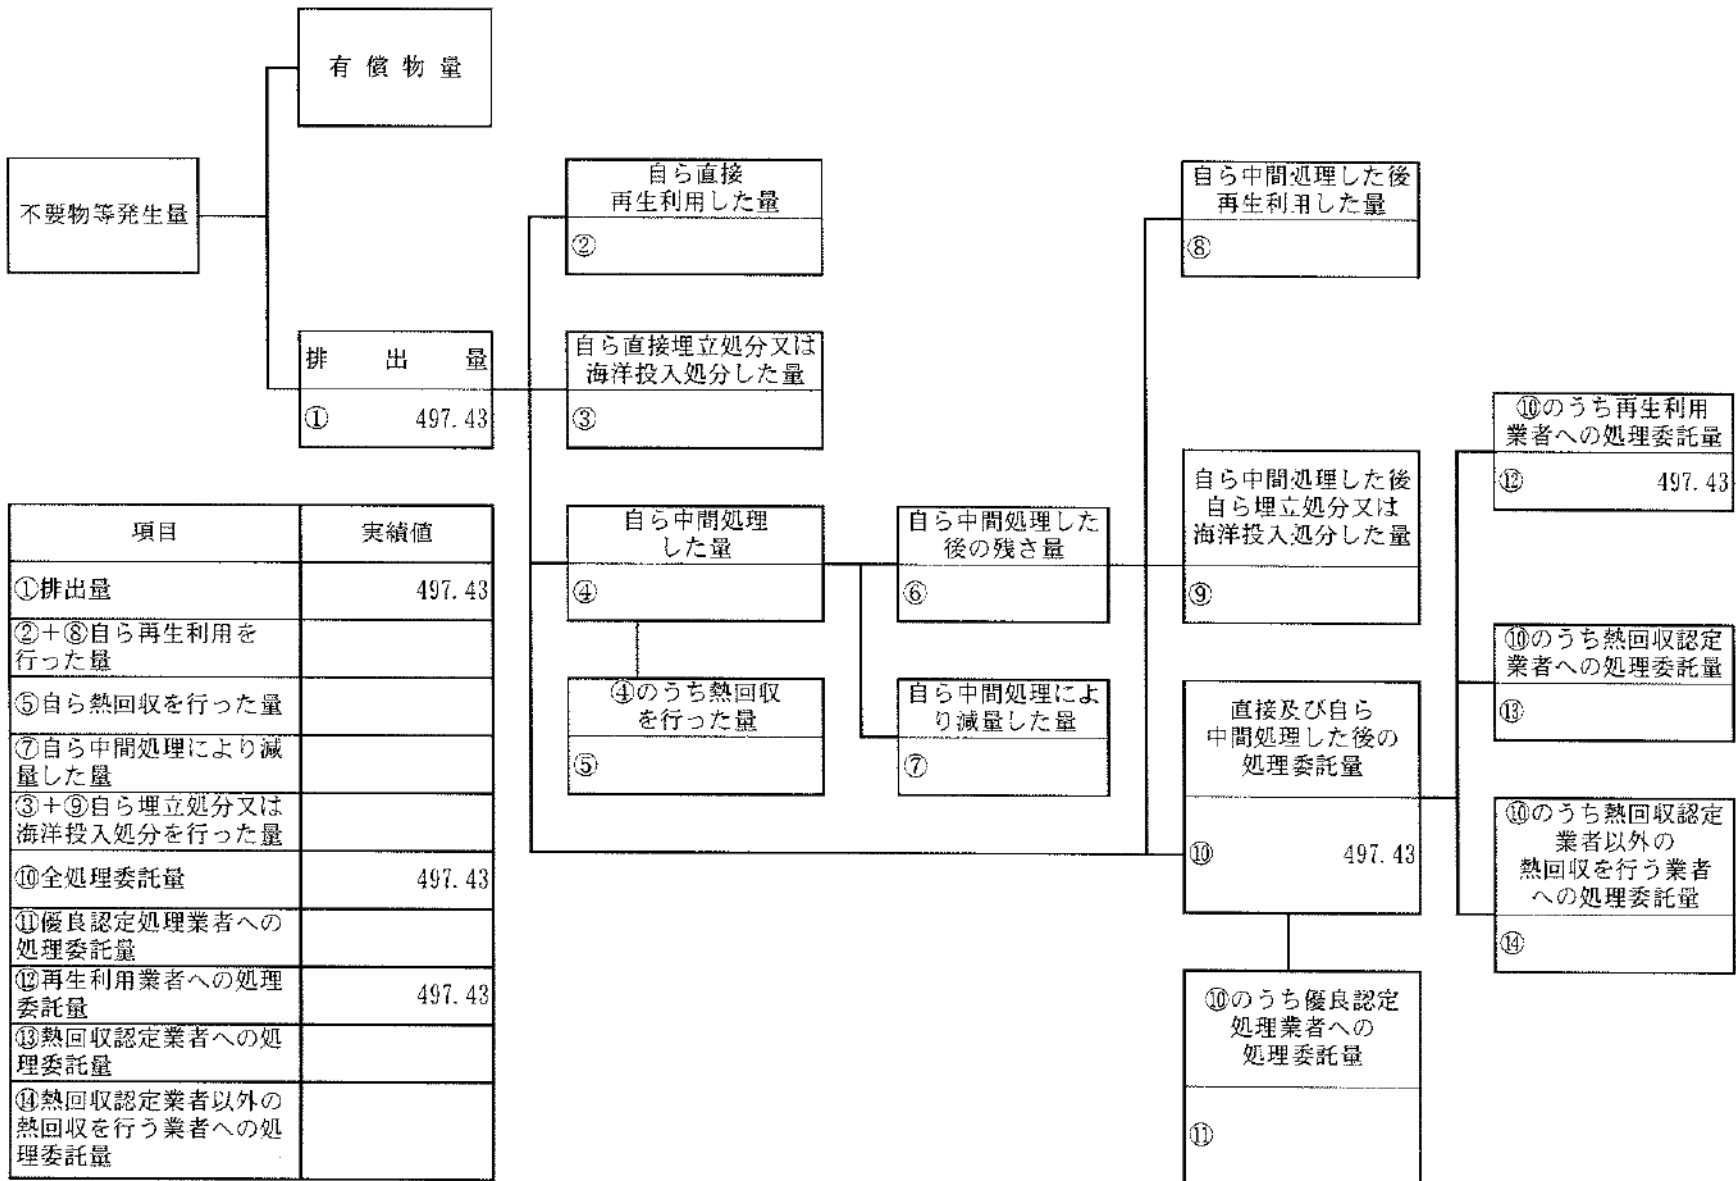 有償物量
不要物等発生量
自ら直接
再生利用した量
②
自ら中間処理した後
再生利用した量
⑧
排出量
① 497.43
自ら直接埋立処分又は
海洋投入処分した量
③
⑩のうち再生利用
業者への処理委託量
⑫ 497.43
自ら中間処理した後
自ら埋立処分又は
海洋投入処分した量
⑨
自ら中間処理
した量
④
自ら中間処理した
後の残さ量
⑥
⑩のうち熱回収認定
業者への処理委託量
⑬
④のうち熱回収
を行った量
⑤
自ら中間処理によ
り減量した量
⑦
直接及び自ら
中間処理した後の
処理委託量
⑩ 497.43
⑩のうち熱回収認定
業者以外の
熱回収を行う業者
への処理委託量
⑭
⑩のうち優良認定
処理業者への
処理委託量
⑪
項目 実績値
①排出量 497.43
②+⑧自ら再生利用を
行った量
⑤自ら熱回収を行った量
⑦自ら中間処理により減
量した量
③+⑨自ら埋立処分又は
海洋投入処分を行った量
⑩全処理委託量 497.43
⑪優良認定処理業者への
処理委託量
⑫再生利用業者への処理
委託量 497.43
⑬熱回収認定業者への処
理委託量
⑭熱回収認定業者以外の
熱回収を行う業者への処
理委託量